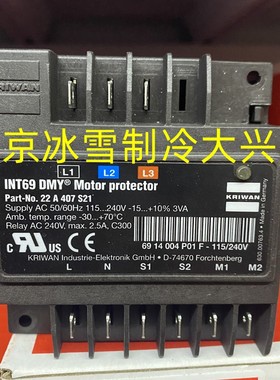 L1 L2 L3
京冰雪制冷大兴
INT69 DMY® Motor protector
Part-No. 22 A 407 S21
KRIWAN
Made in Germany
Supply AC 50/60Hz 115...240V -15...+10% 3VA
Amb. temp. range -30...+70°C
Relay AC 240V, max. 2.5A, C300
c UL US
69 14 004 P01 F - 115/240V
KRIWAN Industrie-Elektronik GmbH • D-74670 Forchtenberg
L N S1 S2 M1 M2